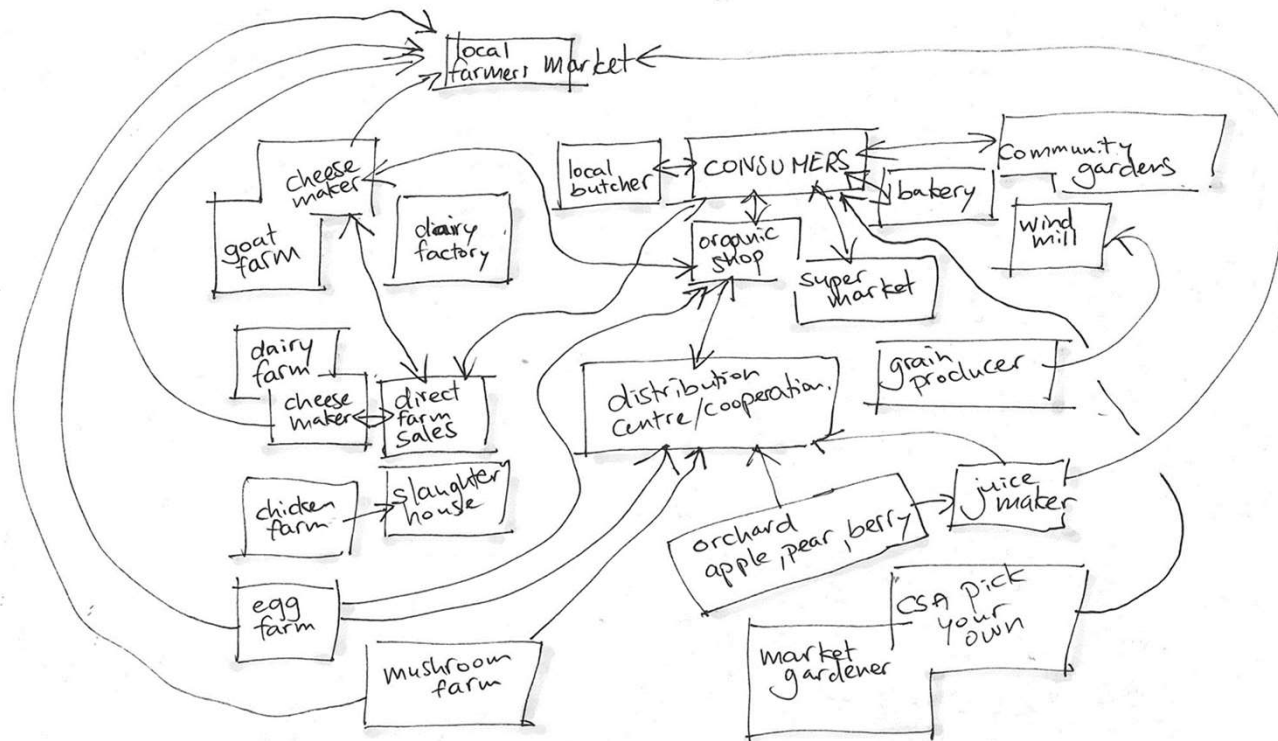 local
farmers market
cheese
maker
goat
farm
dairy
factory
local
butcher
CONSUMERS
bakery
community
gardens
wind
mill
organic
shop
super
market
dairy
farm
cheese
maker
direct
farm
sales
distribution
centre/cooperation.
grain
producer
chicken
farm
slaughter
house
orchard
apple, pear, berry
juice
maker
egg
farm
mushroom
farm
CSA pick
your
own
market
gardener